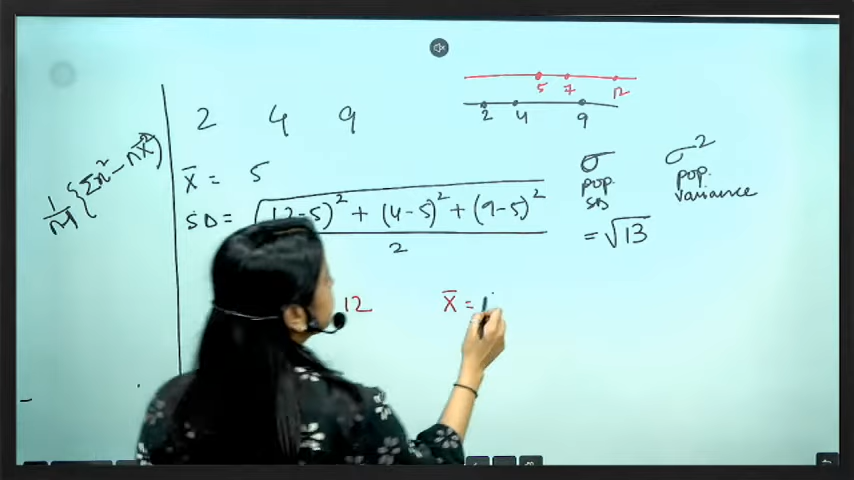 5 7 12
2 4 9
2 4 9
x̄ = 5
SD = √((2-5)² + (4-5)² + (9-5)²
2
= √13
σ
pop.
SD
σ²
pop.
variance
{Σx² - nx̄²}
12
x̄ =